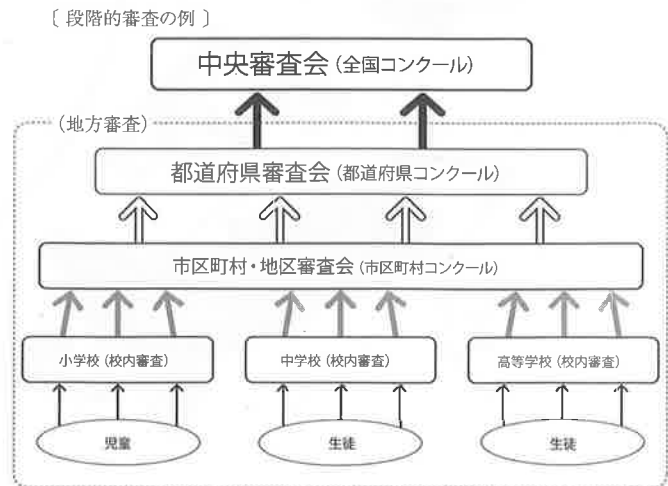 〔 段階的審査の例 〕
中央審査会(全国コンクール)
(地方審査)
都道府県審査会(都道府県コンクール)
市区町村・地区審査会(市区町村コンクール)
小学校(校内審査)
中学校(校内審査)
高等学校(校内審査)
児童
生徒
生徒